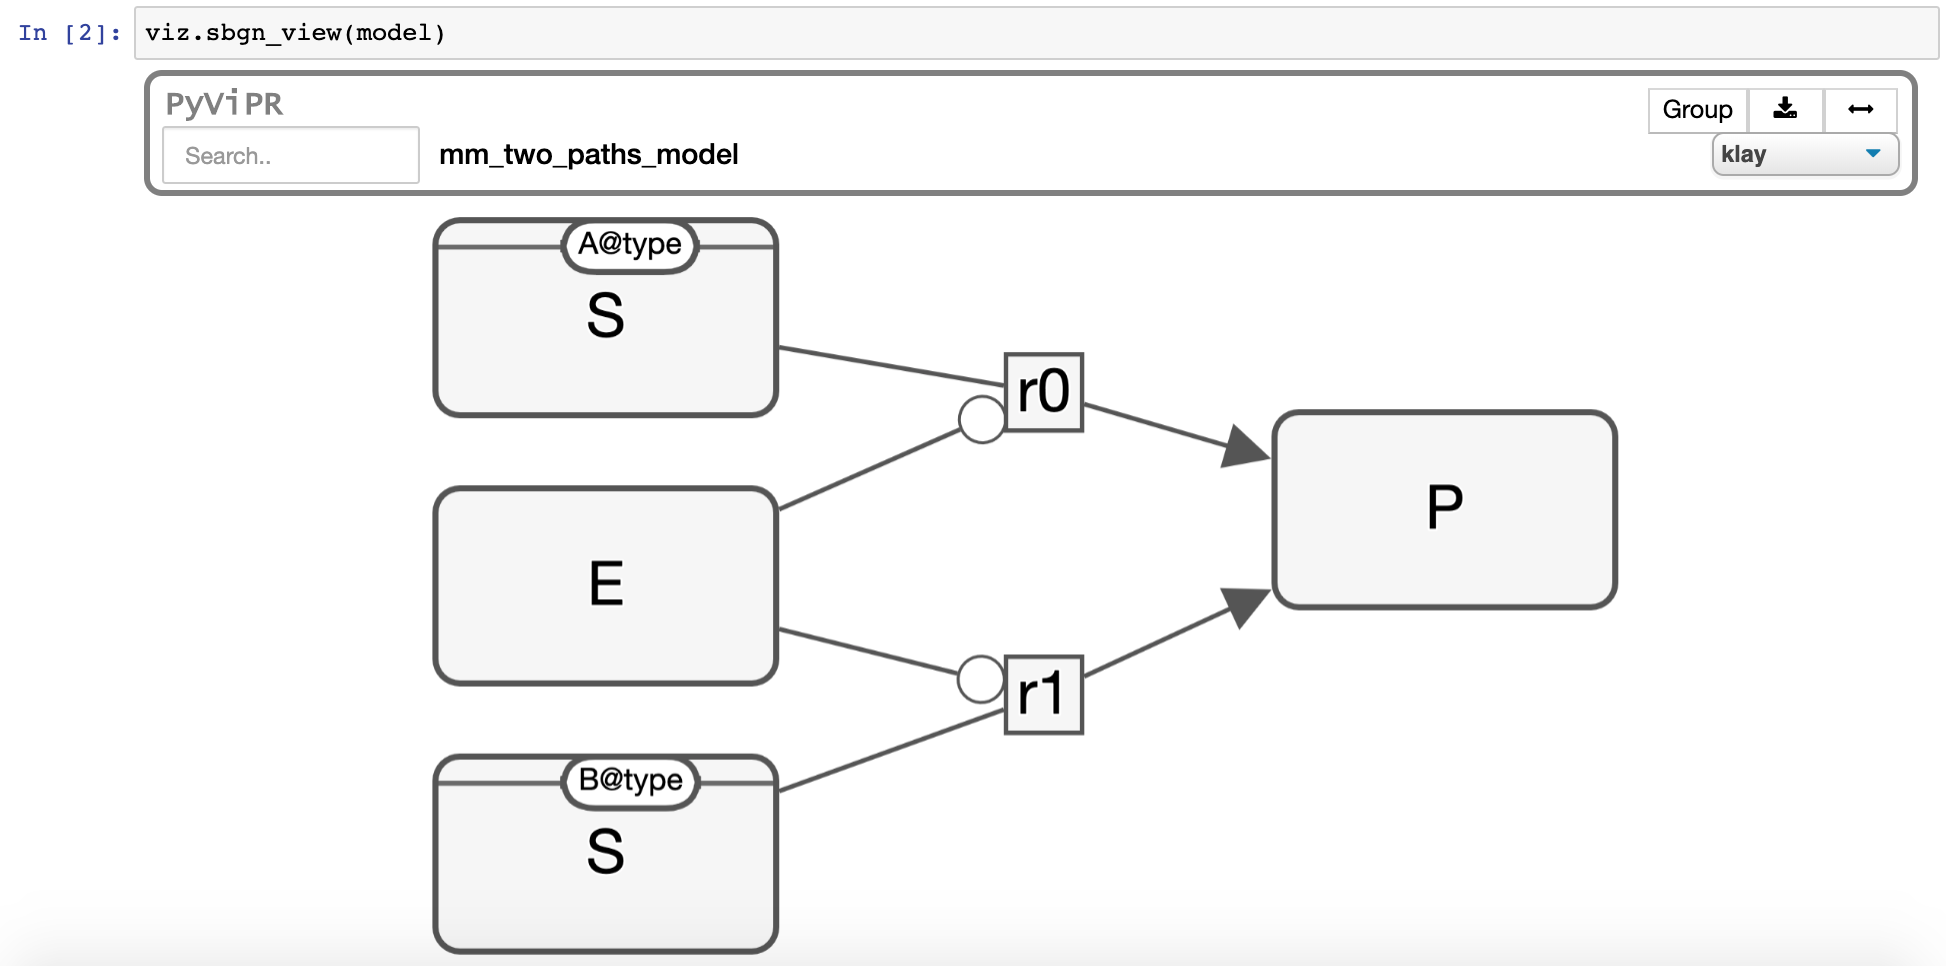 In [2]: viz.sbgn_view(model)
PyViPR
Group
Search..
mm_two_paths_model
klay
A@type
S
r0
E
P
r1
B@type
S